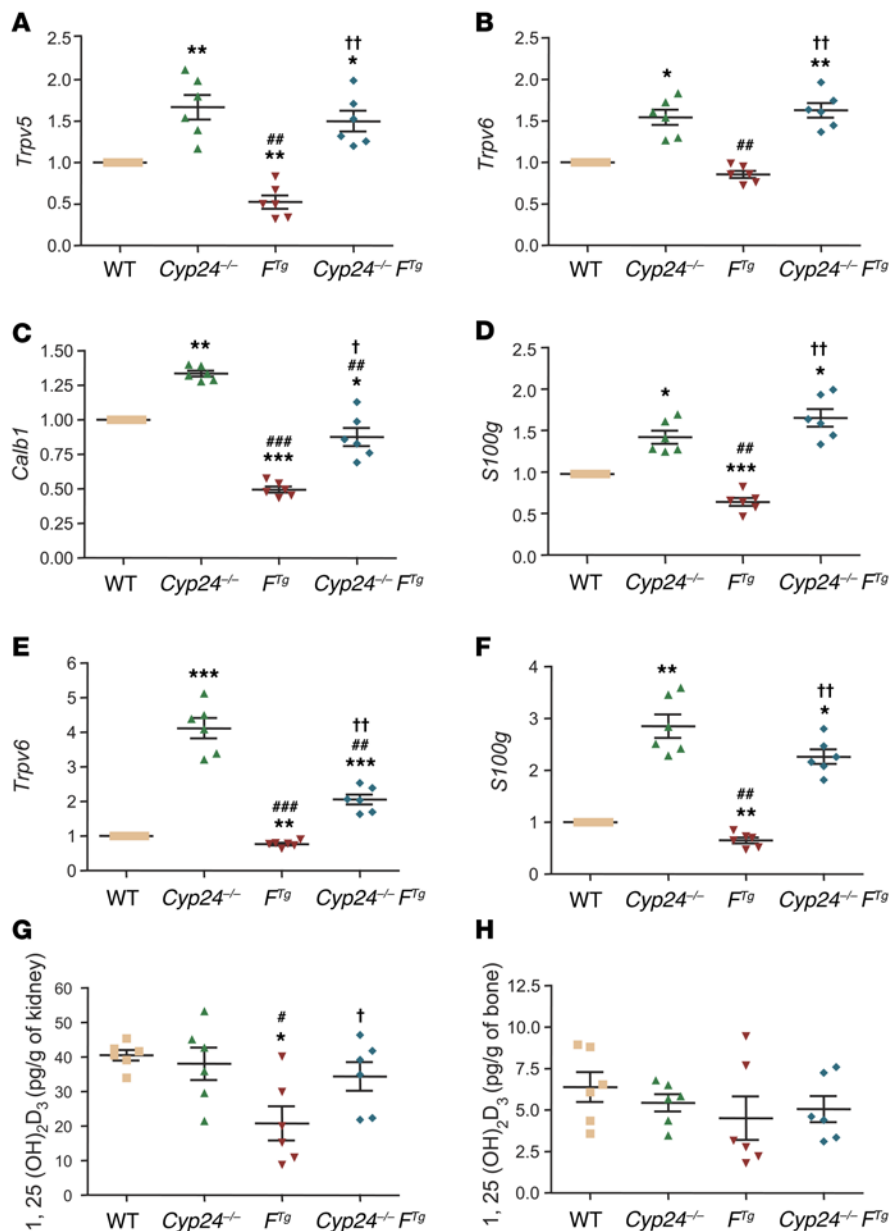 A
Trpv5
2.5
2.0
1.5
1.0
0.5
0.0
**
##
**
††
*
WT
Cyp24⁻/⁻
Fᵀᵍ
Cyp24⁻/⁻ Fᵀᵍ
B
Trpv6
2.5
2.0
1.5
1.0
0.5
0.0
*
##
††
**
WT
Cyp24⁻/⁻
Fᵀᵍ
Cyp24⁻/⁻ Fᵀᵍ
C
Calb1
1.50
1.25
1.00
0.75
0.50
0.00
**
###
***
†
##
*
WT
Cyp24⁻/⁻
Fᵀᵍ
Cyp24⁻/⁻ Fᵀᵍ
D
S100g
2.5
2.0
1.5
1.0
0.5
0.0
*
##
***
††
*
WT
Cyp24⁻/⁻
Fᵀᵍ
Cyp24⁻/⁻ Fᵀᵍ
E
Trpv6
6
5
4
2
1
0
***
###
**
††
##
***
WT
Cyp24⁻/⁻
Fᵀᵍ
Cyp24⁻/⁻ Fᵀᵍ
F
S100g
4
3
2
1
0
**
##
**
††
*
WT
Cyp24⁻/⁻
Fᵀᵍ
Cyp24⁻/⁻ Fᵀᵍ
G
1, 25 (OH)₂D₃ (pg/g of kidney)
60
50
40
30
20
10
0
#
*
†
WT
Cyp24⁻/⁻
Fᵀᵍ
Cyp24⁻/⁻ Fᵀᵍ
H
1, 25 (OH)₂D₃ (pg/g of bone)
12.5
10.0
7.5
5.0
2.5
0.0
WT
Cyp24⁻/⁻
Fᵀᵍ
Cyp24⁻/⁻ Fᵀᵍ